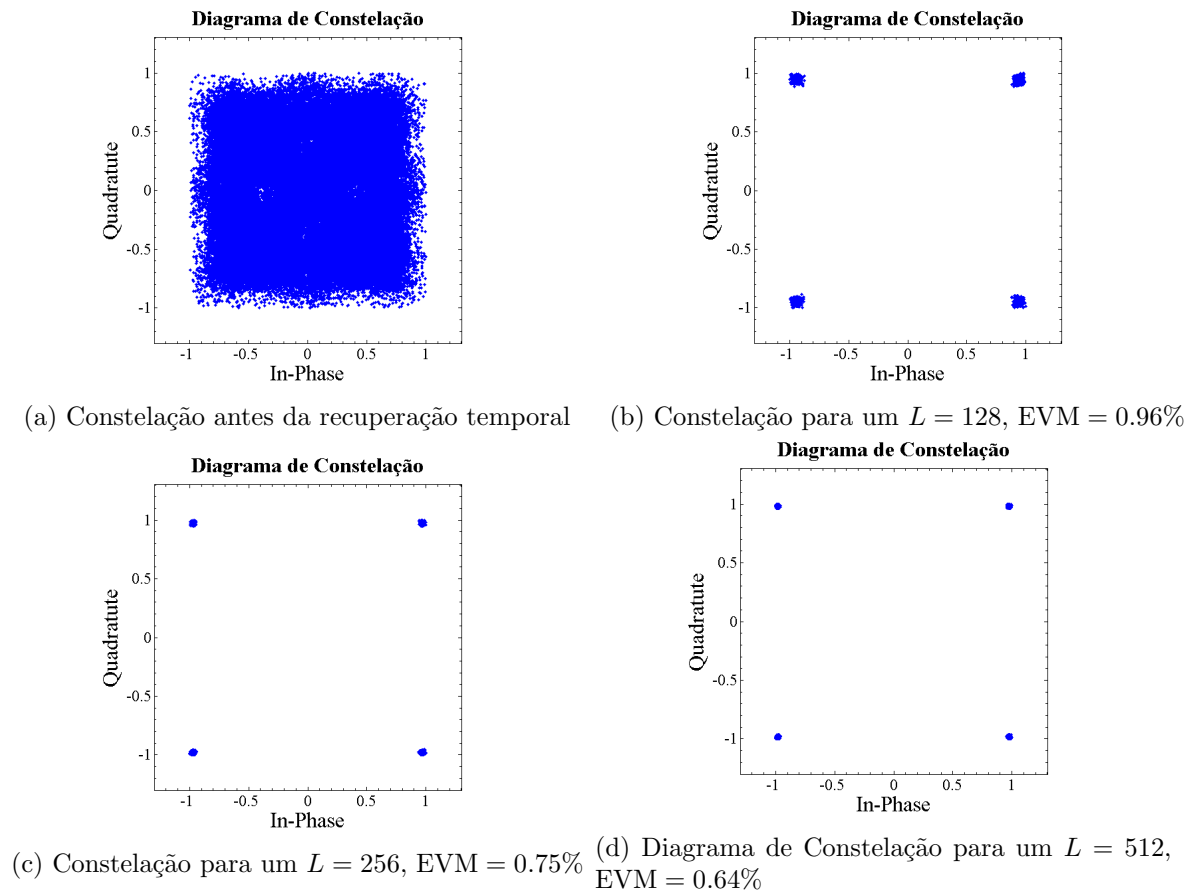 Diagrama de Constelação
Quadratute
1
0.5
0
-0.5
-1
-1 -0.5 0 0.5 1
In-Phase
(a) Constelação antes da recuperação temporal
Diagrama de Constelação
Quadratute
1
0.5
0
-0.5
-1
-1 -0.5 0 0.5 1
In-Phase
(b) Constelação para um L = 128, EVM = 0.96%
Diagrama de Constelação
Quadratute
1
0.5
0
-0.5
-1
-1 -0.5 0 0.5 1
In-Phase
(c) Constelação para um L = 256, EVM = 0.75%
Diagrama de Constelação
Quadratute
1
0.5
0
-0.5
-1
-1 -0.5 0 0.5 1
In-Phase
(d) Diagrama de Constelação para um L = 512,
EVM = 0.64%